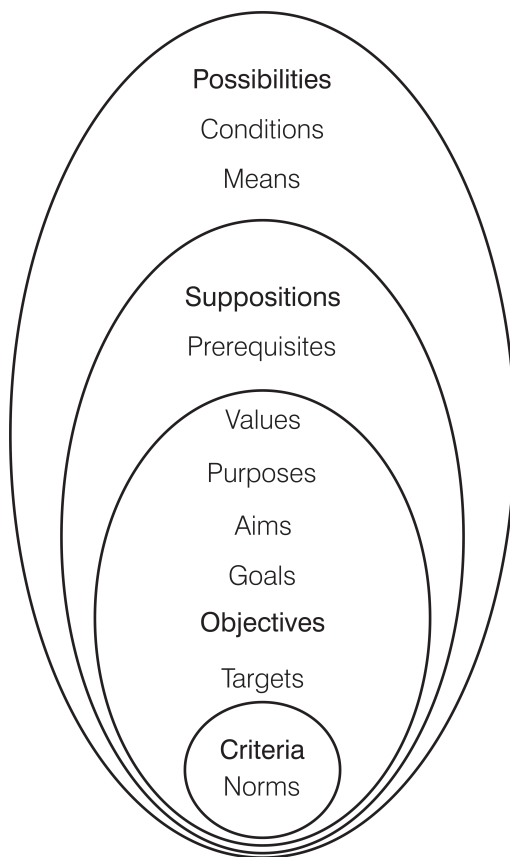 Possibilities
Conditions
Means
Suppositions
Prerequisites
Values
Purposes
Aims
Goals
Objectives
Targets
Criteria
Norms